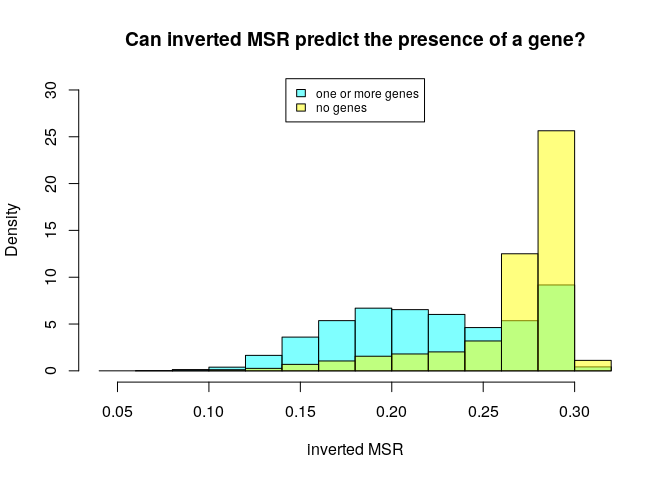 Can inverted MSR predict the presence of a gene?
one or more genes
no genes
Density
30
25
20
15
10
5
0
0.05 0.10 0.15 0.20 0.25 0.30
inverted MSR